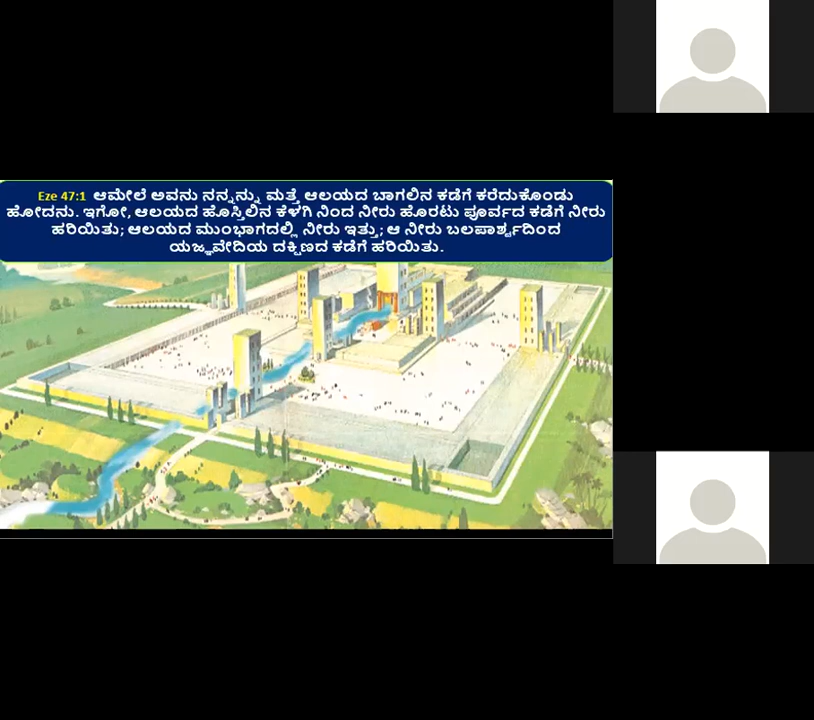 Eze 47:1 ಆಮೇಲೆ ಅವನು ನನ್ನನ್ನು ಮತ್ತೆ ಆಲಯದ ಬಾಗಲಿನ ಕಡೆಗೆ ಕರೆದುಕೊಂಡು
ಹೋದನು. ಇಗೋ, ಆಲಯದ ಹೊಸ್ತಿಲಿನ ಕೆಳಗಿ ನಿಂದ ನೀರು ಹೊರಟು ಪೂರ್ವದ ಕಡೆಗೆ ನೀರು
ಹರಿಯಿತು; ಆಲಯದ ಮುಂಭಾಗದಲ್ಲಿ ನೀರು ಇತ್ತು; ಆ ನೀರು ಬಲಪಾರ್ಶ್ವದಿಂದ
ಯಜ್ಞವೇದಿಯ ದಕ್ಷಿಣದ ಕಡೆಗೆ ಹರಿಯಿತು.